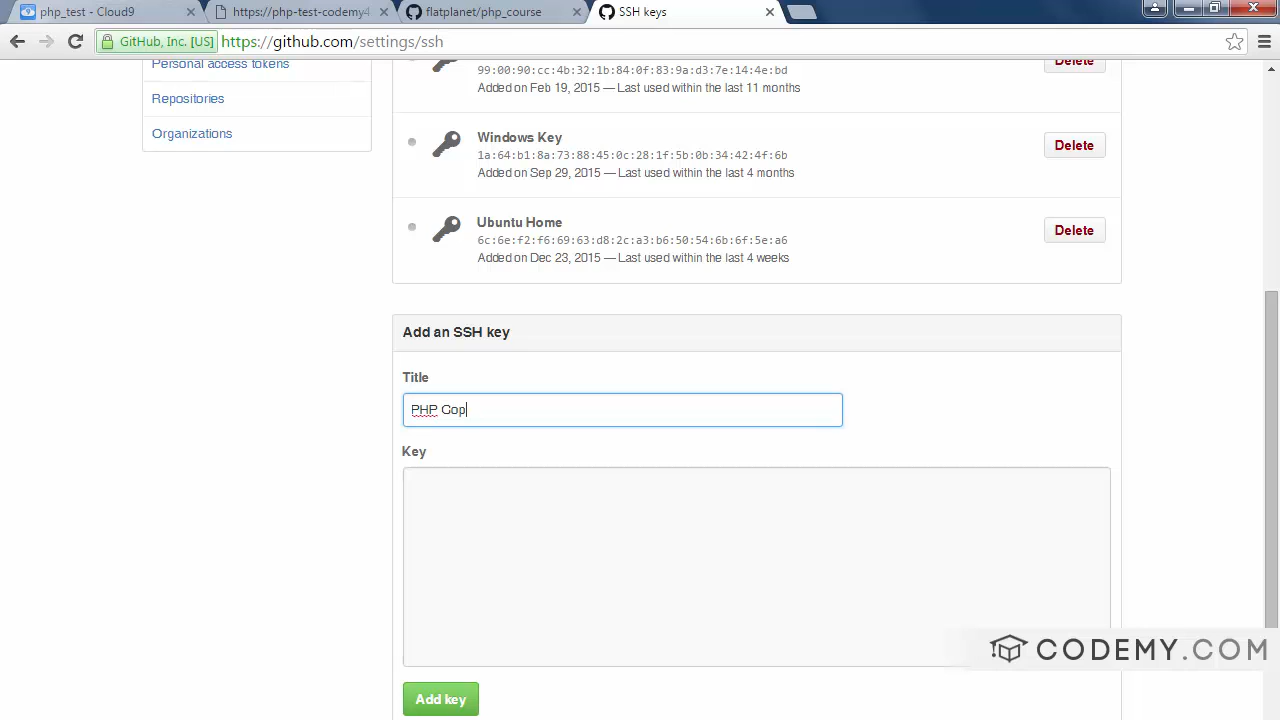 php_test - Cloud9
https://php-test-codemy4
flatplanet/php_course
SSH keys
GitHub, Inc. [US] https://github.com/settings/ssh
Personal access tokens
Repositories
Organizations
99:00:90:cc:4b:32:1b:84:0f:83:9a:d3:7e:14:4e:bd
Added on Feb 19, 2015 — Last used within the last 11 months
Delete
Windows Key
1a:64:b1:8a:73:88:45:0c:28:1f:5b:0b:34:42:4f:6b
Added on Sep 29, 2015 — Last used within the last 4 months
Delete
Ubuntu Home
6c:6e:f2:f6:69:63:d8:2c:a3:b6:50:54:6b:6f:5e:a6
Added on Dec 23, 2015 — Last used within the last 4 weeks
Delete
Add an SSH key
Title
PHP Cop
Key
Add key
CODEMY.COM